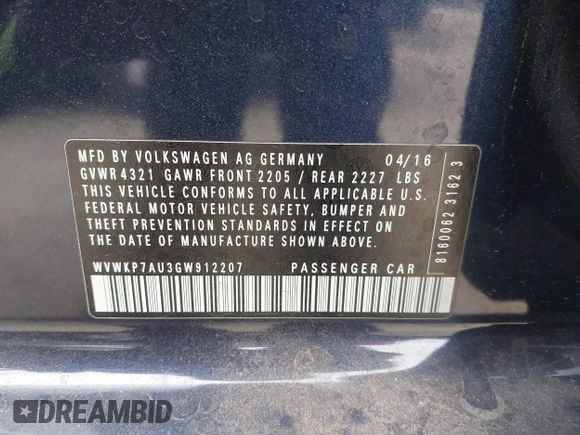 MFD BY VOLKSWAGEN AG GERMANY 04/16
GVWR 4321 GAWR FRONT 2205 / REAR 2227 LBS
THIS VEHICLE CONFORMS TO ALL APPLICABLE U.S.
FEDERAL MOTOR VEHICLE SAFETY, BUMPER AND
THEFT PREVENTION STANDARDS IN EFFECT ON
THE DATE OF MANUFACTURE SHOWN ABOVE.
WVWKP7AU3GW912207 PASSENGER CAR
8160062 3162 3
DREAMBID